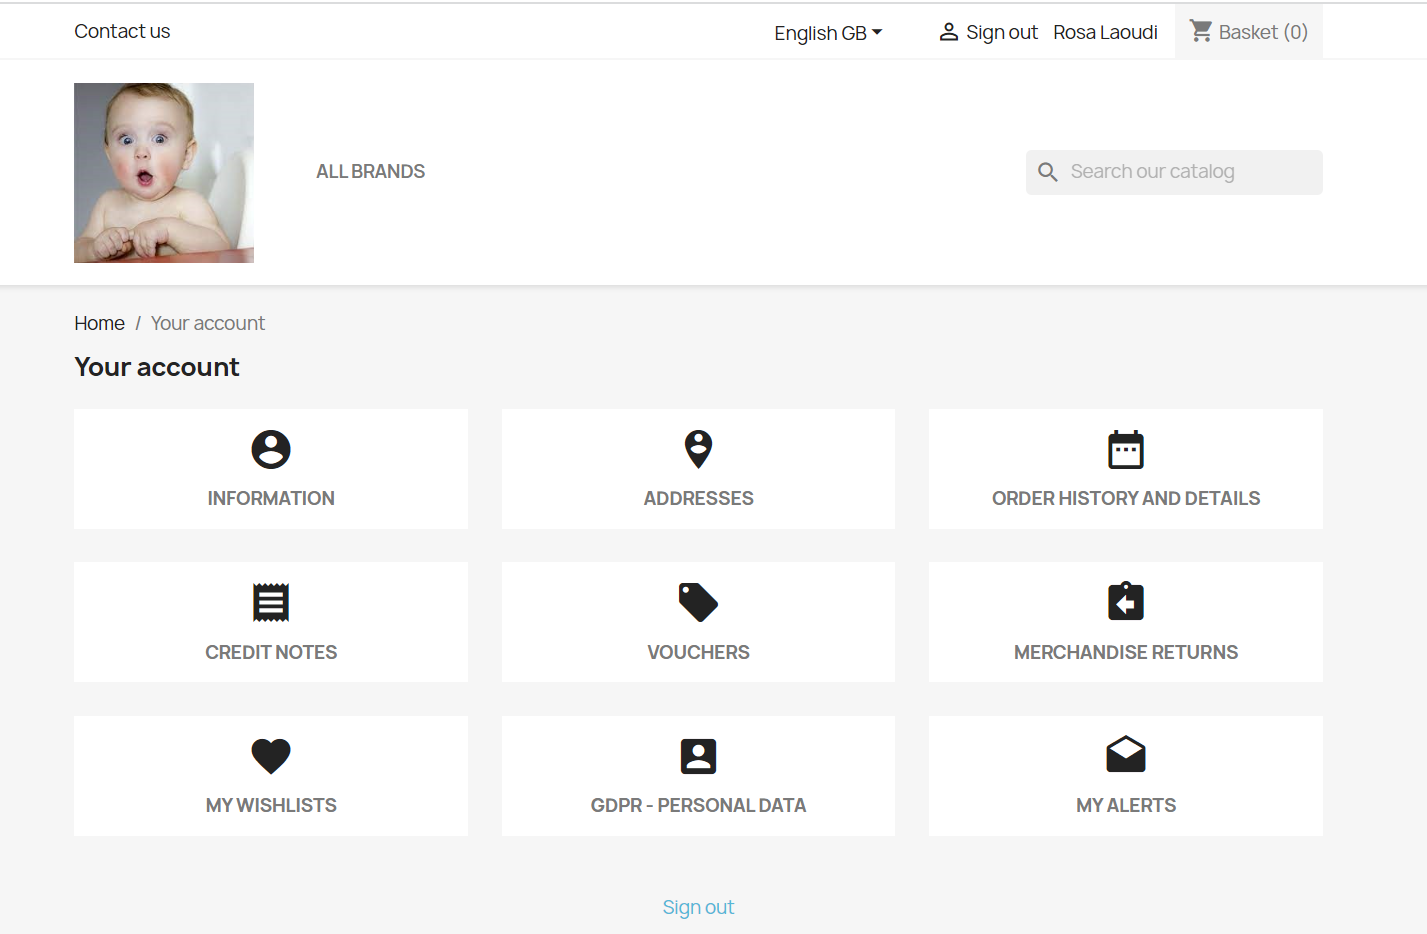 Contact us
English GB
Sign out Rosa Laoudi
Basket (0)
ALL BRANDS
Search our catalog
Home / Your account
Your account
INFORMATION
ADDRESSES
ORDER HISTORY AND DETAILS
CREDIT NOTES
VOUCHERS
MERCHANDISE RETURNS
MY WISHLISTS
GDPR - PERSONAL DATA
MY ALERTS
Sign out